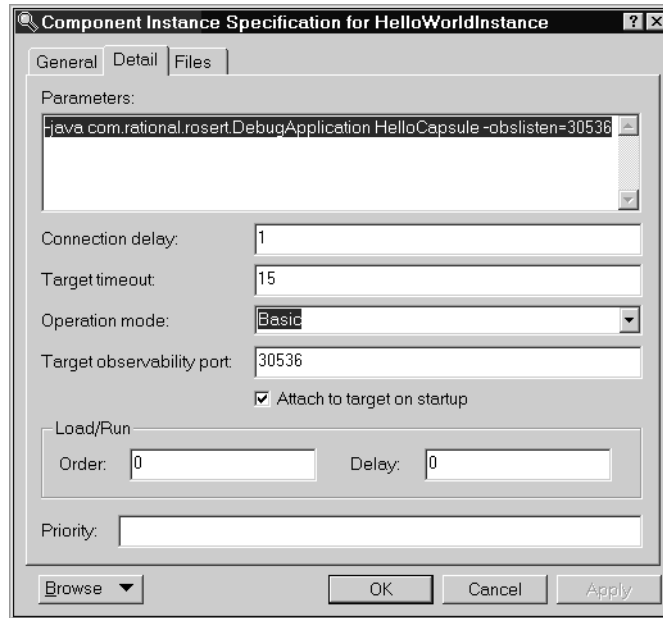 Component Instance Specification for HelloWorldInstance
General Detail Files
Parameters:
-java com.rational.rosert.DebugApplication HelloCapsule -obslisten=30536
Connection delay: 1
Target timeout: 15
Operation mode: Basic
Target observability port: 30536
Attach to target on startup
Load/Run
Order: 0 Delay: 0
Priority:
Browse OK Cancel Apply